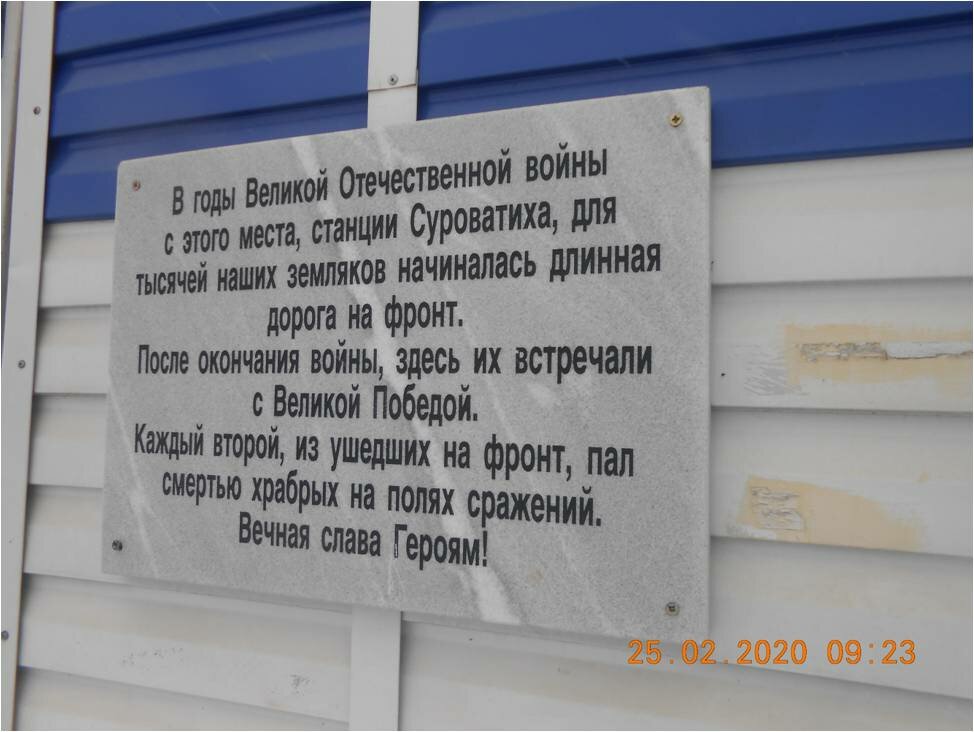 В годы Великой Отечественной войны
с этого места, станции Суроватиха, для
тысячей наших земляков начиналась длинная
дорога на фронт.
После окончания войны, здесь их встречали
с Великой Победой.
Каждый второй, из ушедших на фронт, пал
смертью храбрых на полях сражений.
Вечная слава Героям!
25.02.2020 09:23